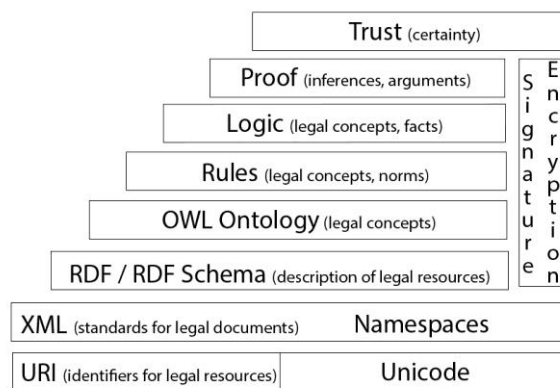 Trust (certainty)
Proof (inferences, arguments)
Logic (legal concepts, facts)
Rules (legal concepts, norms)
OWL Ontology (legal concepts)
RDF / RDF Schema (description of legal resources)
Signature
Encryption
XML (standards for legal documents) Namespaces
URI (identifiers for legal resources) Unicode